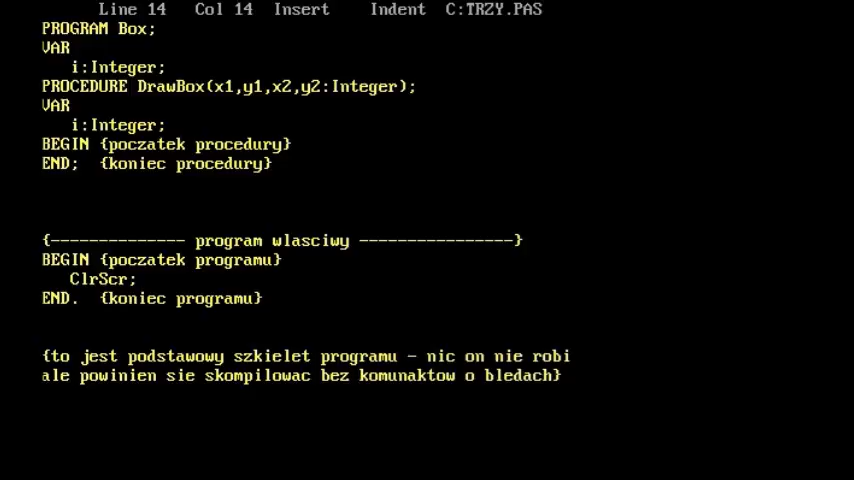 Line 14 Col 14 Insert Indent C:TRZY.PAS
PROGRAM Box;
VAR
i:Integer;
PROCEDURE DrawBox(x1,y1,x2,y2:Integer);
VAR
i:Integer;
BEGIN {poczatek procedury}
END; {koniec procedury}
{-------------- program wlasciwy ----------------}
BEGIN {poczatek programu}
ClrScr;
END. {koniec programu}
{to jest podstawowy szkielet programu - nic on nie robi
ale powinien sie skompilowac bez komunaktow o bledach}